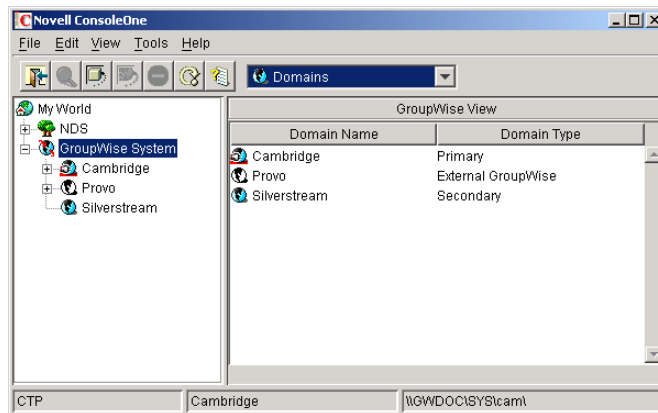 Novell ConsoleOne
File Edit View Tools Help
Domains
My World
NDS
GroupWise System
Cambridge
Provo
Silverstream
GroupWise View
Domain Name Domain Type
Cambridge Primary
Provo External GroupWise
Silverstream Secondary
CTP Cambridge \\GWDOC\SYS\cam\